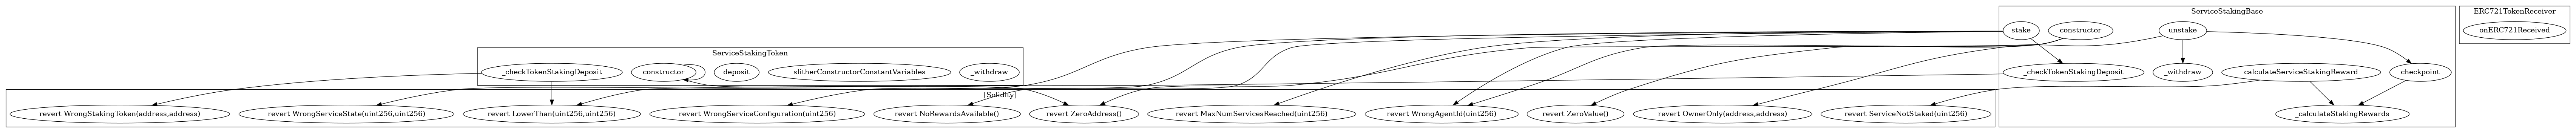 ServiceStakingBase
ERC721TokenReceiver
stake
constructor
unstake
onERC721Received
ServiceStakingToken
_checkTokenStakingDeposit
constructor
deposit
slitherConstructorConstantVariables
_withdraw
_checkTokenStakingDeposit
_withdraw
calculateServiceStakingReward
checkpoint
[Solidity]
revert WrongStakingToken(address,address)
revert WrongServiceState(uint256,uint256)
revert LowerThan(uint256,uint256)
revert WrongServiceConfiguration(uint256)
revert NoRewardsAvailable()
revert ZeroAddress()
revert MaxNumServicesReached(uint256)
revert WrongAgentId(uint256)
revert ZeroValue()
revert OwnerOnly(address,address)
revert ServiceNotStaked(uint256)
_calculateStakingRewards